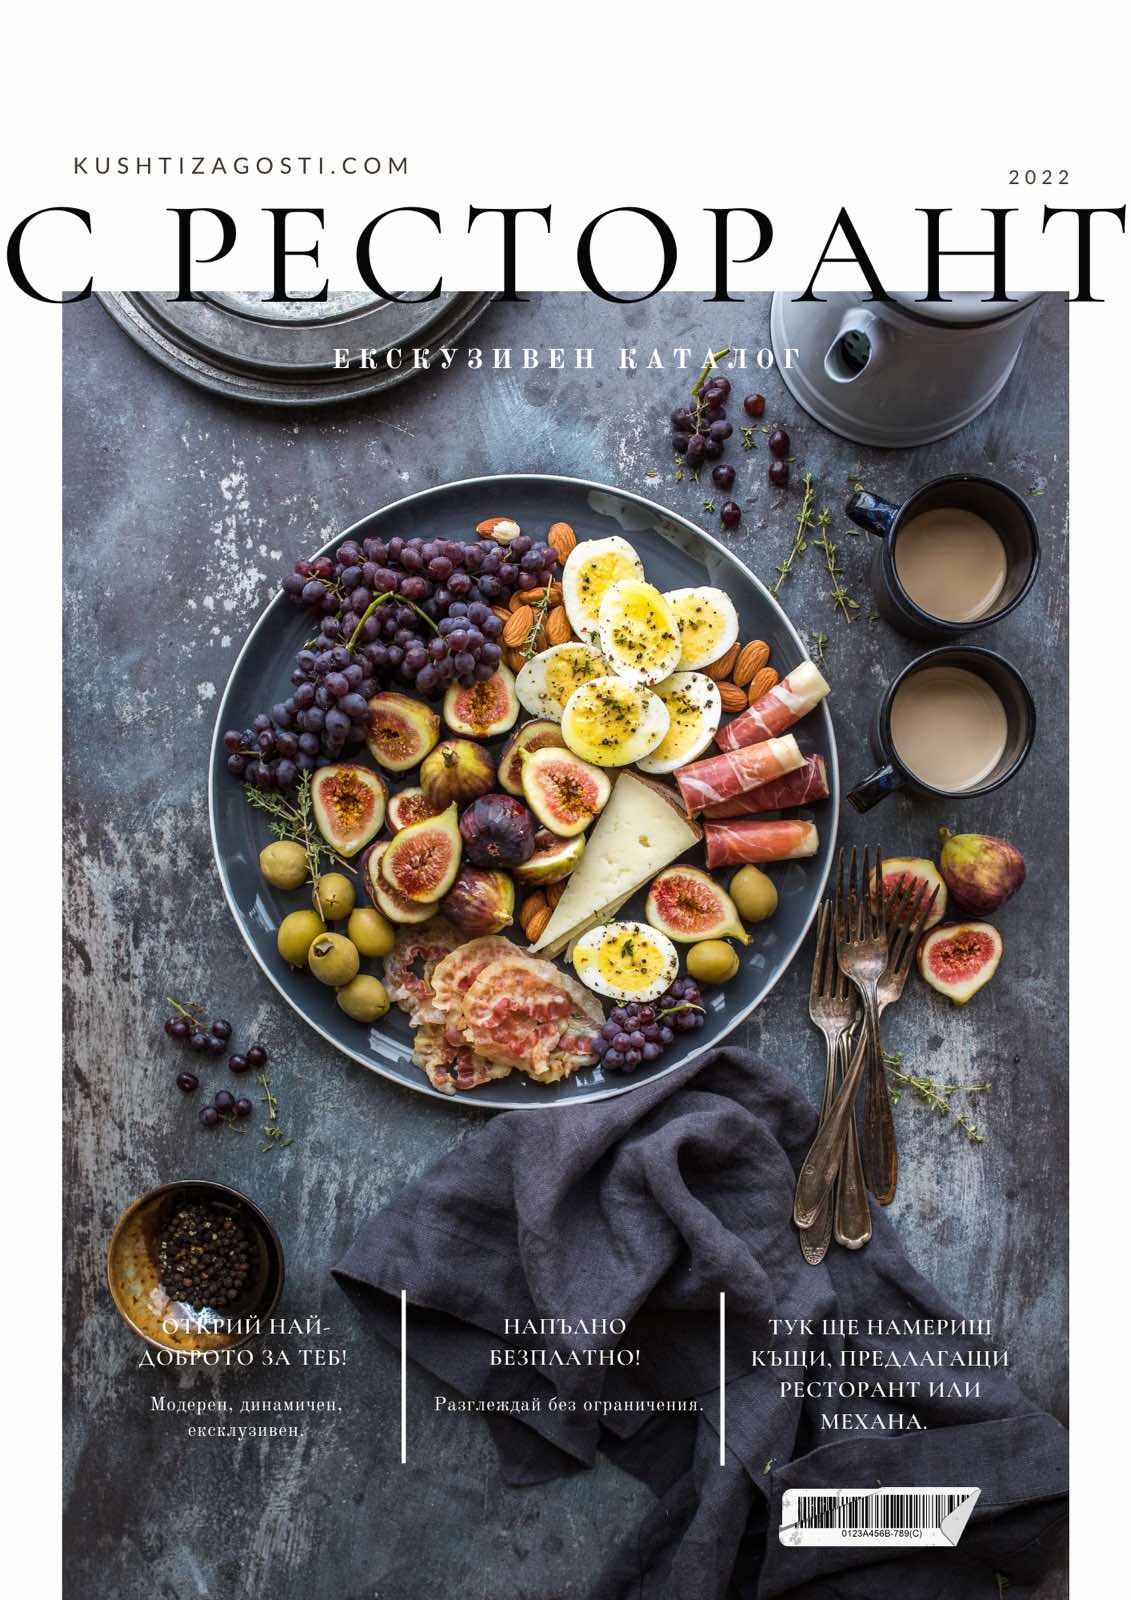 KUSHTIZAGOSTI.COM
2022
С РЕСТОРАНТ
ЕКСКУЗИВЕН КАТАЛОГ
ОТКРИЙ НАЙ-
ДОБРОТО ЗА ТЕБ!
Модерен, динамичен,
ексклузивен.
НАПЪЛНО
БЕЗПЛАТНО!
Разглеждай без ограничения.
ТУК ЩЕ НАМЕРИШ
КЪЩИ, ПРЕДЛАГАЩИ
РЕСТОРАНТ ИЛИ
МЕХАНА.
0123A456B-789(C)